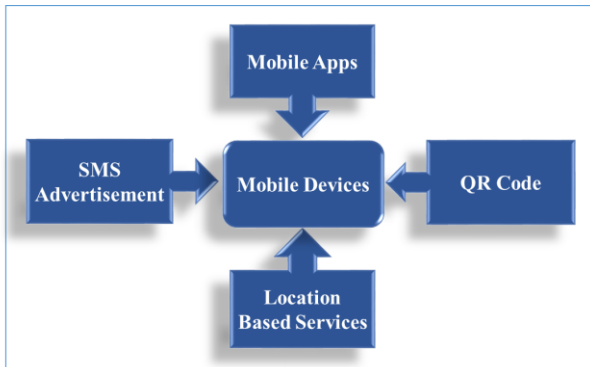 Mobile Apps
SMS
Advertisement
Mobile Devices
QR Code
Location
Based Services